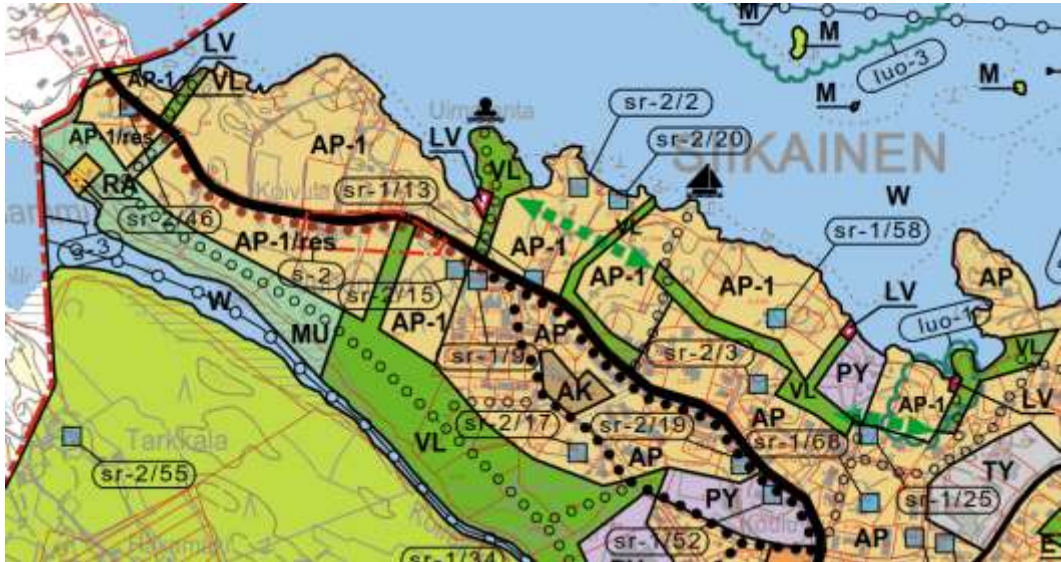 M
LV
AP-1
VL
luo-3
M
M
M
Uimaranta
sr-2/2
AP-1/res
LV
sr-2/20
SIIKAINEN
AP-1
VL
RA
Koivula
sr-1/13
W
sr-2/46
VL
sr-1/58
AP-1/res
AP-1
AP
s-2
AP-1
AP-1
LV
W
sr-2/15
luo-1
MU
AP-1
AP
VL
sr-1/9
sr-2/3
PY
AK
VL
AP-1
LV
AP
Tarkkala
VL
sr-2/17
sr-2/19
sr-1/68
AP
TY
sr-2/55
PY
sr-1/25
Kotila
sr-1/52
AP
E
sr-1/34